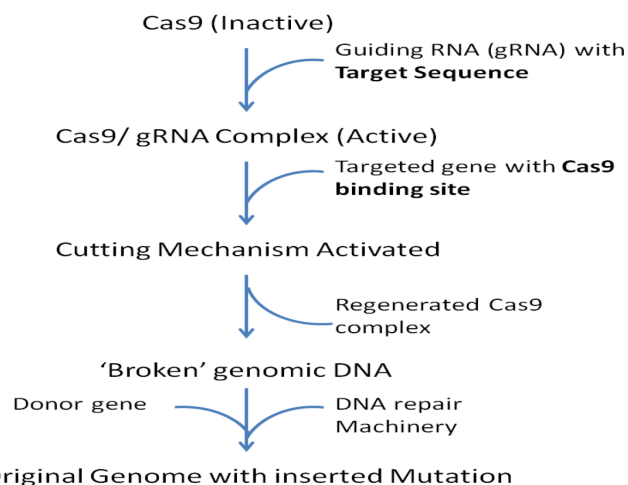 Cas9 (Inactive)
Guiding RNA (gRNA) with
Target Sequence
Cas9/ gRNA Complex (Active)
Targeted gene with Cas9
binding site
Cutting Mechanism Activated
Regenerated Cas9
complex
‘Broken’ genomic DNA
Donor gene
DNA repair
Machinery
Original Genome with inserted Mutation